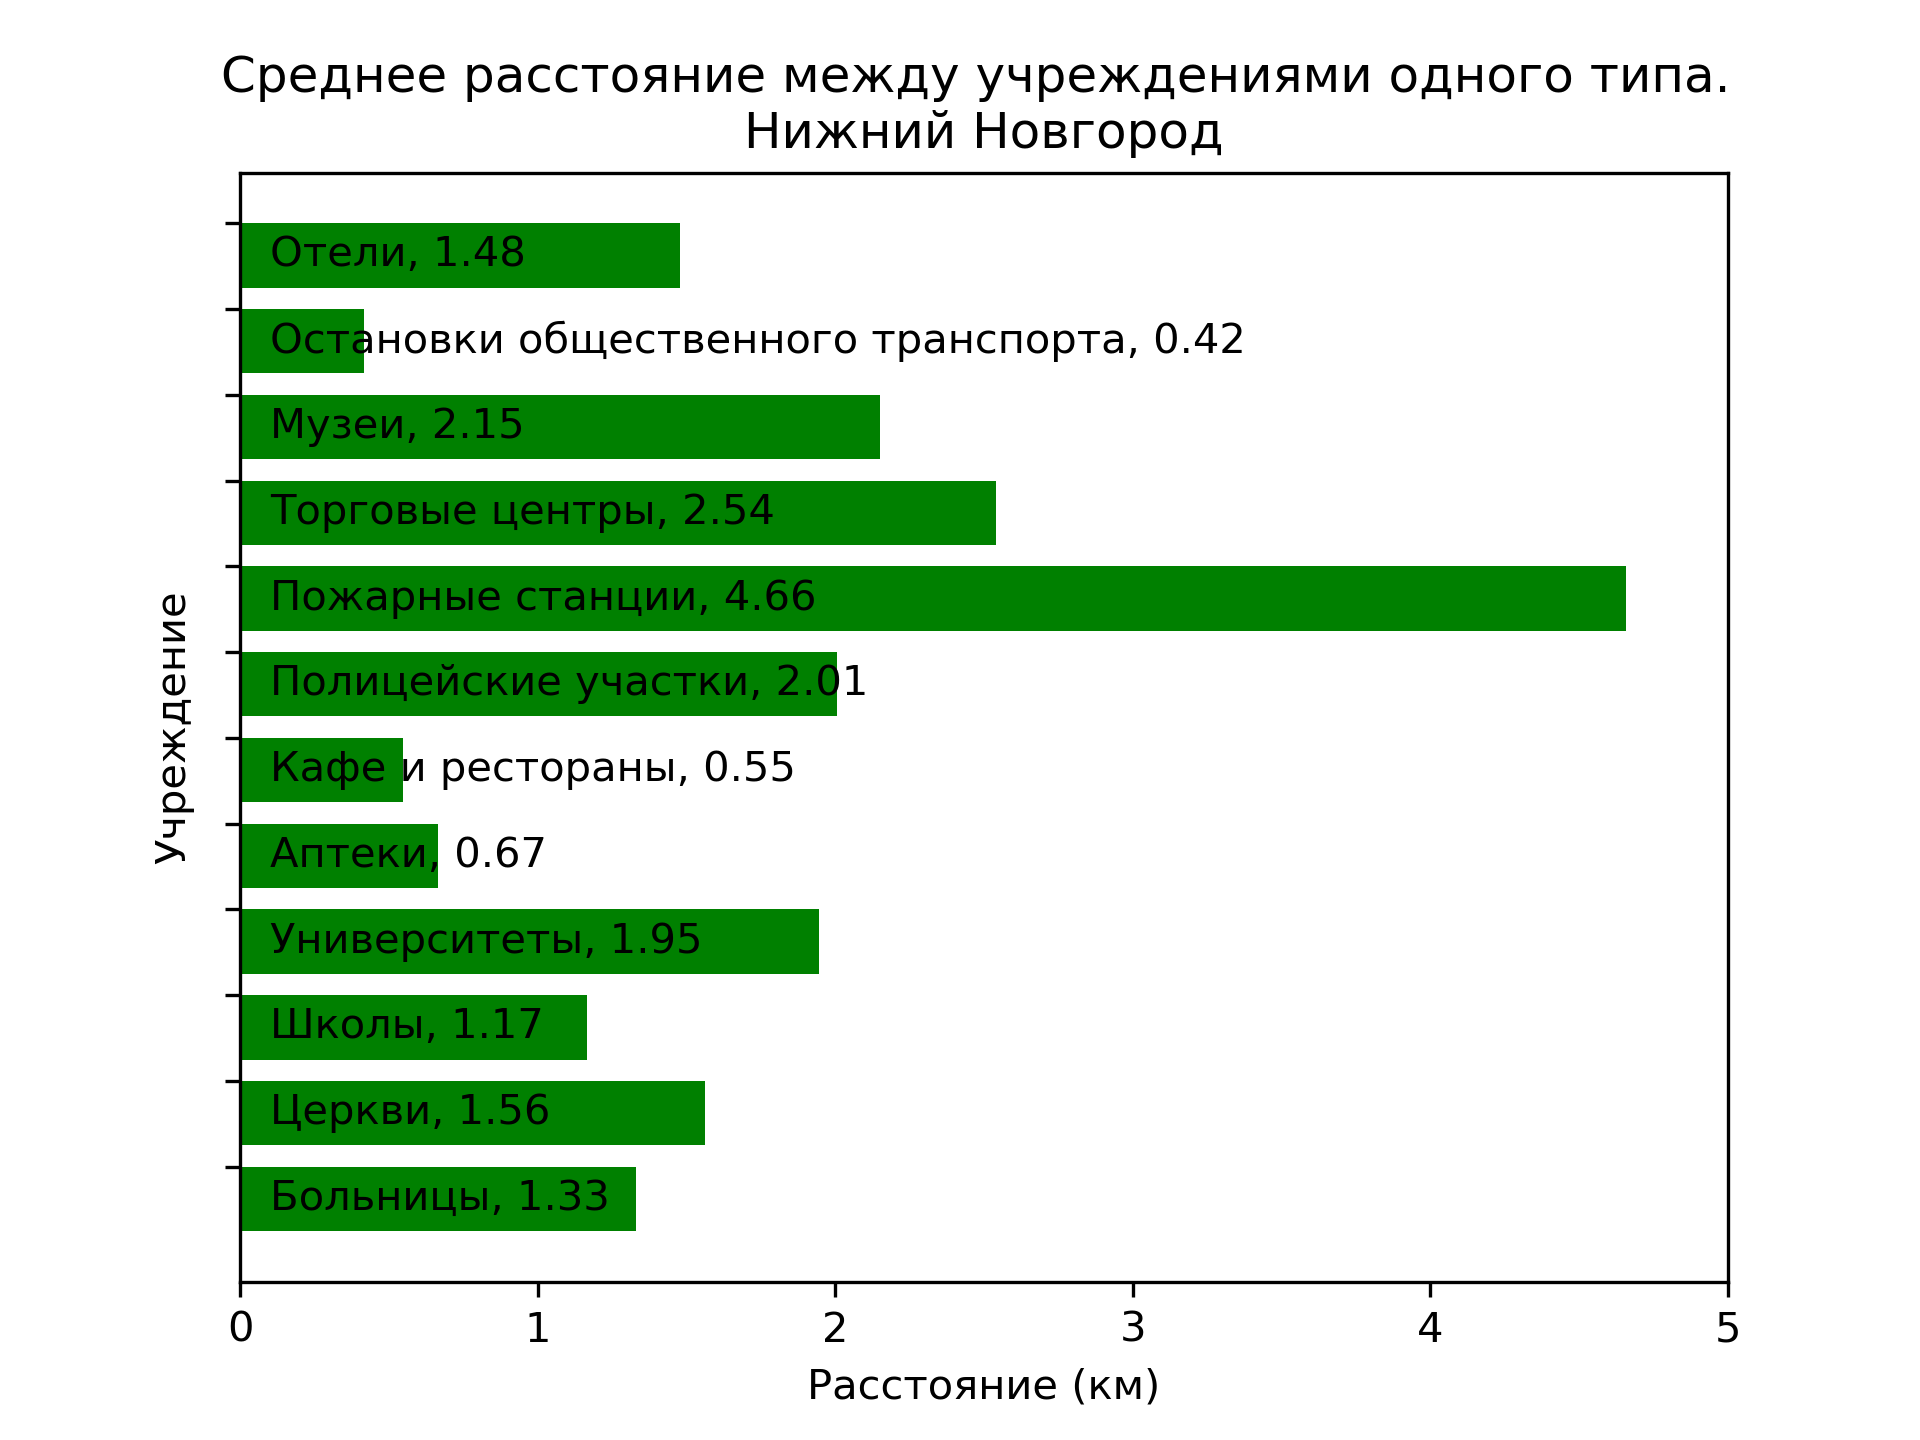 Среднее расстояние между учреждениями одного типа.
Нижний Новгород
Отели, 1.48
Остановки общественного транспорта, 0.42
Музеи, 2.15
Торговые центры, 2.54
Пожарные станции, 4.66
Полицейские участки, 2.01
Кафе и рестораны, 0.55
Аптеки, 0.67
Университеты, 1.95
Школы, 1.17
Церкви, 1.56
Больницы, 1.33
Учреждение
0 1 2 3 4 5
Расстояние (км)